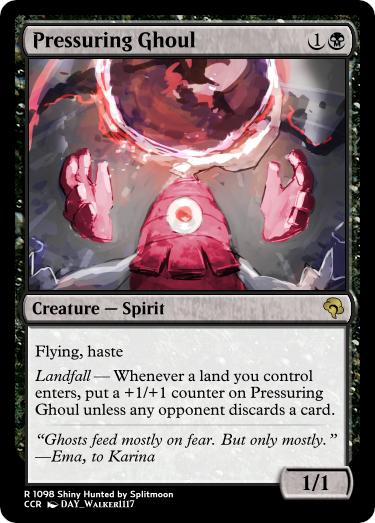 Pressuring Ghoul 1
Creature — Spirit
Flying, haste
Landfall — Whenever a land you control
enters, put a +1/+1 counter on Pressuring
Ghoul unless any opponent discards a card.
“Ghosts feed mostly on fear. But only mostly.”
—Ema, to Karina
1/1
R 1098 Shiny Hunted by Splitmoon
CCR DAY_WALKER1117